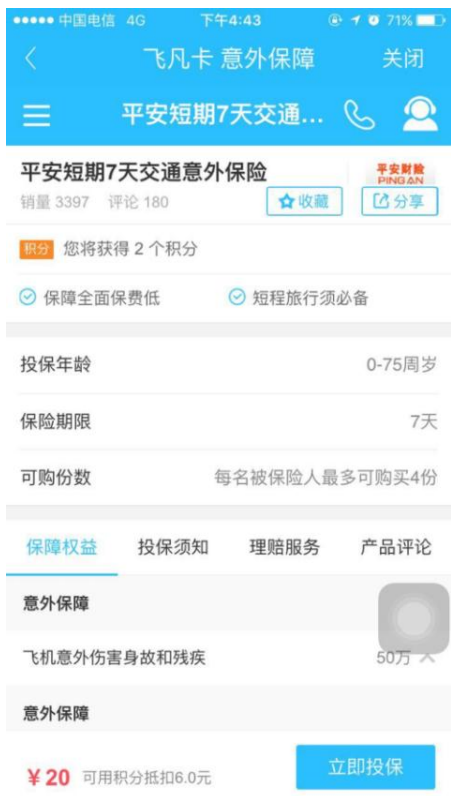 中国电信 4G 下午4:43 71%
飞凡卡 意外保障 关闭
平安短期7天交通...
平安短期7天交通意外保险
平安财险
PING AN
销量 3397 评论 180 收藏 分享
积分 您将获得 2 个积分
保障全面保费低 短程旅行须必备
投保年龄 0-75周岁
保险期限 7天
可购份数 每名被保险人最多可购买4份
保障权益 投保须知 理赔服务 产品评论
意外保障
飞机意外伤害身故和残疾 50万
意外保障
¥20 可用积分抵扣6.0元 立即投保